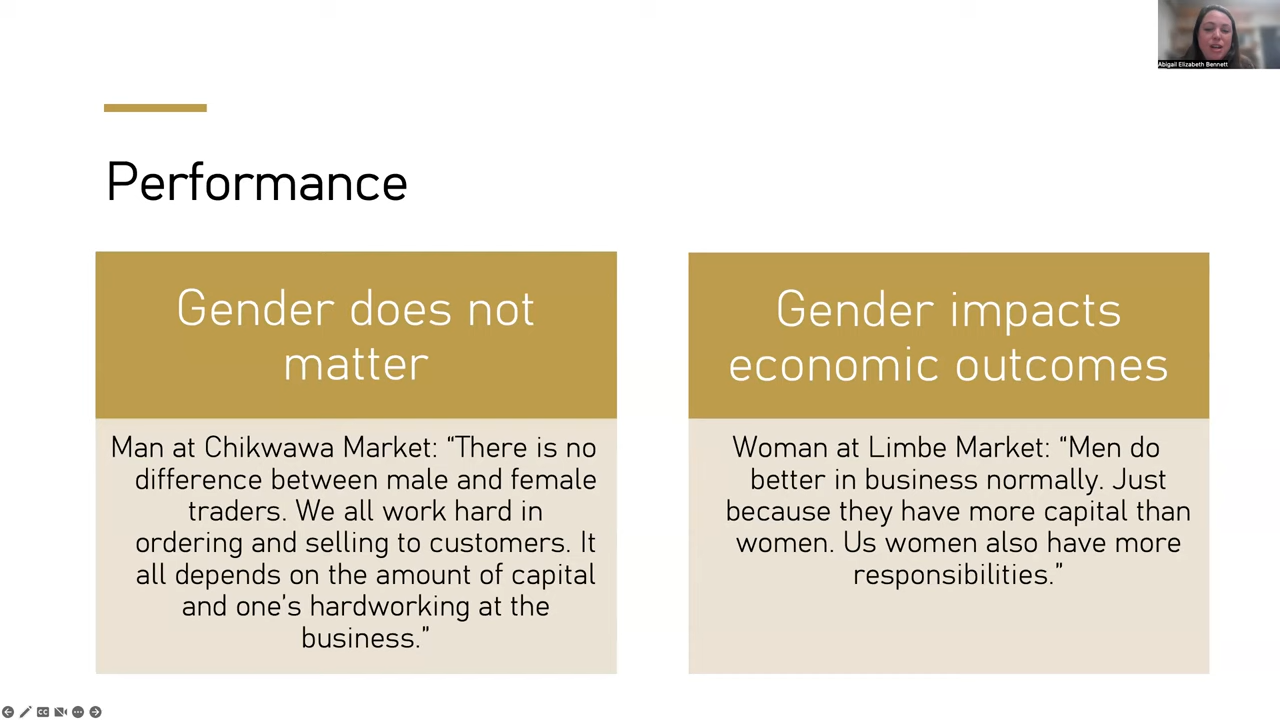 Abigail Elizabeth Bennett
Performance
Gender does not
matter
Man at Chikwawa Market: “There is no
difference between male and female
traders. We all work hard in
ordering and selling to customers. It
all depends on the amount of capital
and one’s hardworking at the
business.”
Gender impacts
economic outcomes
Woman at Limbe Market: “Men do
better in business normally. Just
because they have more capital than
women. Us women also have more
responsibilities.”